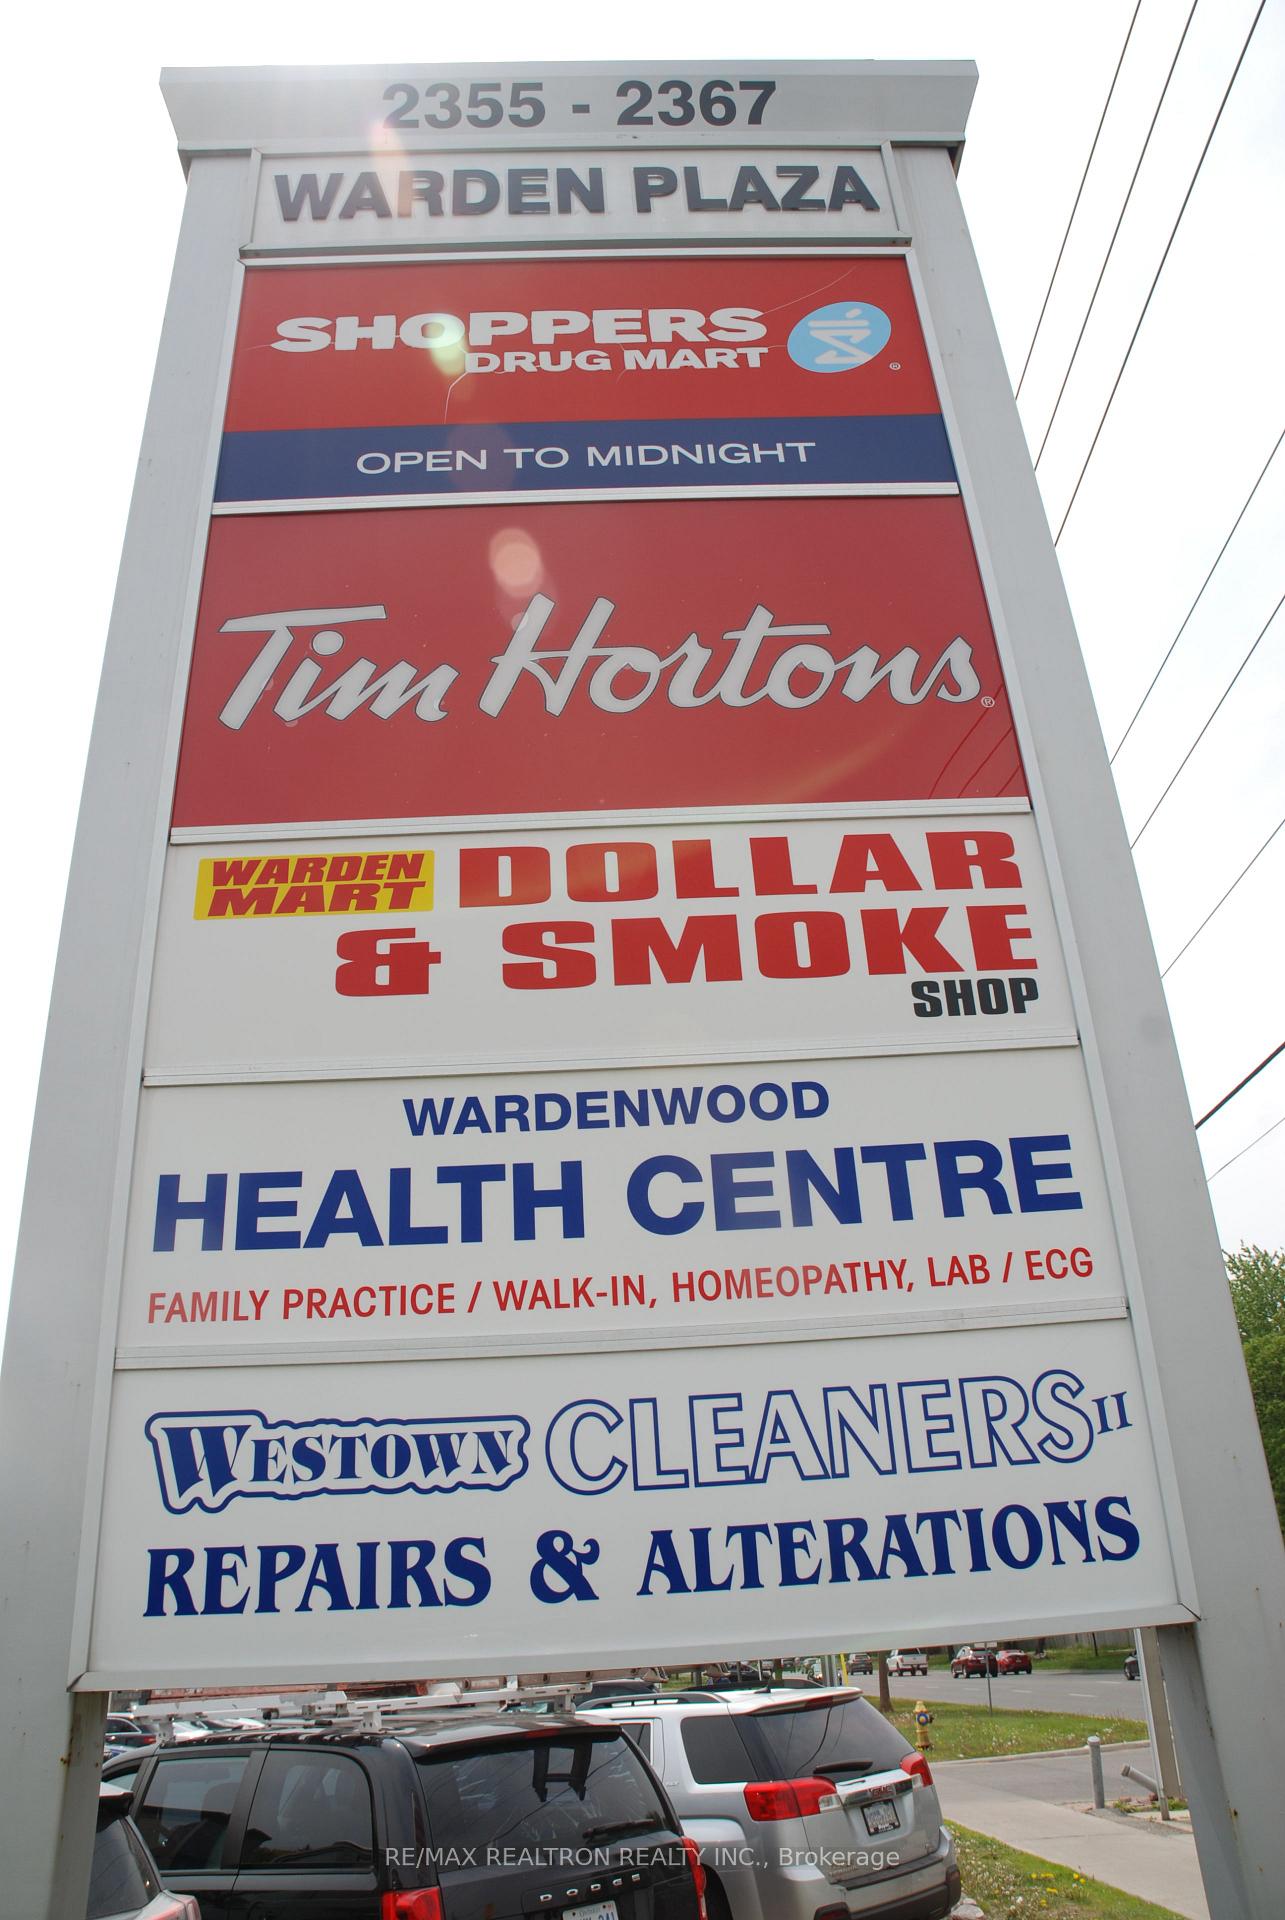 2355 - 2367
WARDEN PLAZA
SHOPPERS
DRUG MART
®
OPEN TO MIDNIGHT
Tim Hortons®
WARDEN
MART
DOLLAR
& SMOKE
SHOP
WARDENWOOD
HEALTH CENTRE
FAMILY PRACTICE / WALK-IN, HOMEOPATHY, LAB / ECG
WESTOWN CLEANERS II
REPAIRS & ALTERATIONS
RE/MAX REALTRON REALTY INC., Brokerage
DODGE